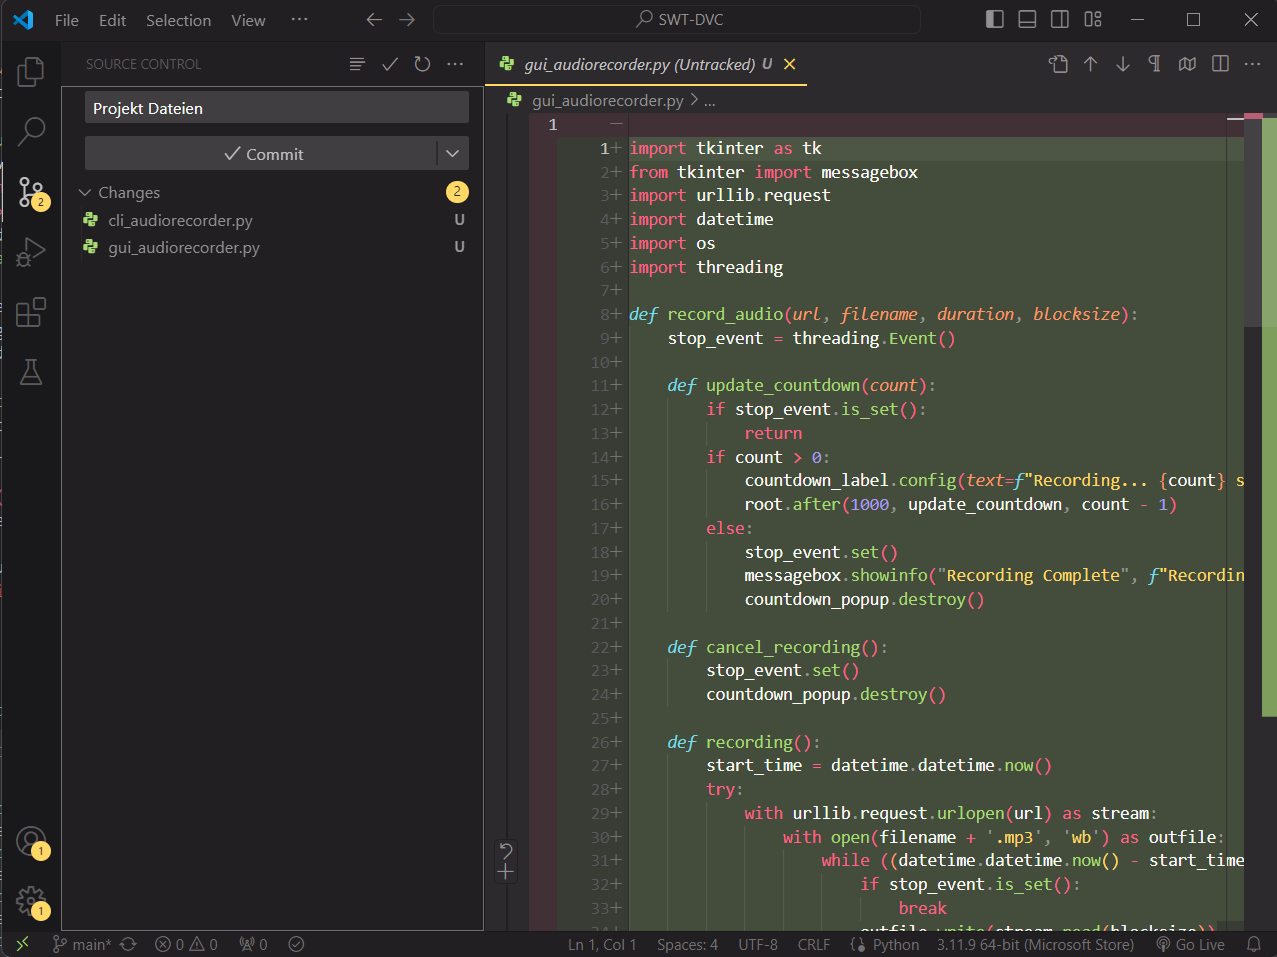 File Edit Selection View ··· SWT-DVC
SOURCE CONTROL
Projekt Dateien
Commit
Changes 2
cli_audiorecorder.py U
gui_audiorecorder.py U
2
1
1
gui_audiorecorder.py (Untracked) U
gui_audiorecorder.py > ...
1 —
1+ import tkinter as tk
2+ from tkinter import messagebox
3+ import urllib.request
4+ import datetime
5+ import os
6+ import threading
7+
8+ def record_audio(url, filename, duration, blocksize):
9+ stop_event = threading.Event()
10+
11+ def update_countdown(count):
12+ if stop_event.is_set():
13+ return
14+ if count > 0:
15+ countdown_label.config(text=f"Recording... {count} s
16+ root.after(1000, update_countdown, count - 1)
17+ else:
18+ stop_event.set()
19+ messagebox.showinfo("Recording Complete", f"Recordin
20+ countdown_popup.destroy()
21+
22+ def cancel_recording():
23+ stop_event.set()
24+ countdown_popup.destroy()
25+
26+ def recording():
27+ start_time = datetime.datetime.now()
28+ try:
29+ with urllib.request.urlopen(url) as stream:
30+ with open(filename + '.mp3', 'wb') as outfile:
31+ while ((datetime.datetime.now() - start_time
32+ if stop_event.is_set():
33+ break
34+ outfile.write(stream.read(blocksize))
main* 0 0 0 Ln 1, Col 1 Spaces: 4 UTF-8 CRLF Python 3.11.9 64-bit (Microsoft Store) Go Live